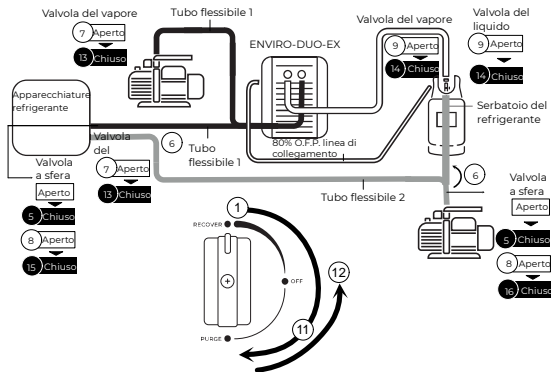 Valvola del vapore
7 Aperto
13 Chiuso
Tubo flessibile 1
ENVIRO-DUO-EX
Valvola del vapore
9 Aperto
14 Chiuso
Valvola del
liquido
9 Aperto
14 Chiuso
Apparecchiature
refrigerante
Serbatoio del
refrigerante
Valvola
del
7 Aperto
13 Chiuso
6
Tubo
flessibile 1
80% O.F.P. linea di
collegamento
Valvola
a sfera
Aperto
5 Chiuso
8 Aperto
15 Chiuso
Tubo flessibile 2
6
Valvola
a sfera
Aperto
5 Chiuso
8 Aperto
16 Chiuso
1
RECOVER
OFF
12
11
PURGE